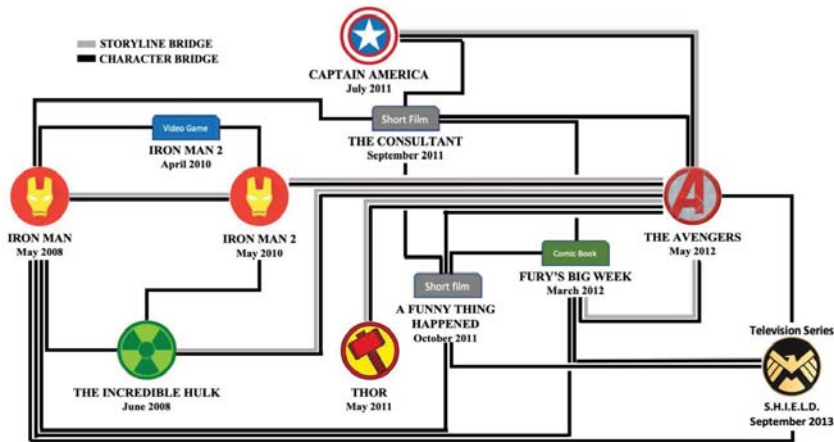 STORYLINE BRIDGE
CHARACTER BRIDGE
CAPTAIN AMERICA
July 2011
Video Game
IRON MAN 2
April 2010
Short Film
THE CONSULTANT
September 2011
IRON MAN
May 2008
IRON MAN 2
May 2010
THE AVENGERS
May 2012
Comic Book
FURY'S BIG WEEK
March 2012
Short film
A FUNNY THING
HAPPENED
October 2011
THE INCREDIBLE HULK
June 2008
THOR
May 2011
Television Series
S.H.I.E.L.D.
September 2013